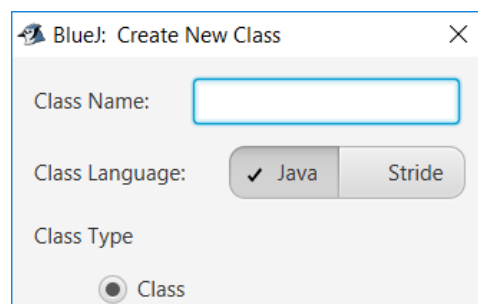 BlueJ: Create New Class
Class Name:
Class Language: Java Stride
Class Type
Class